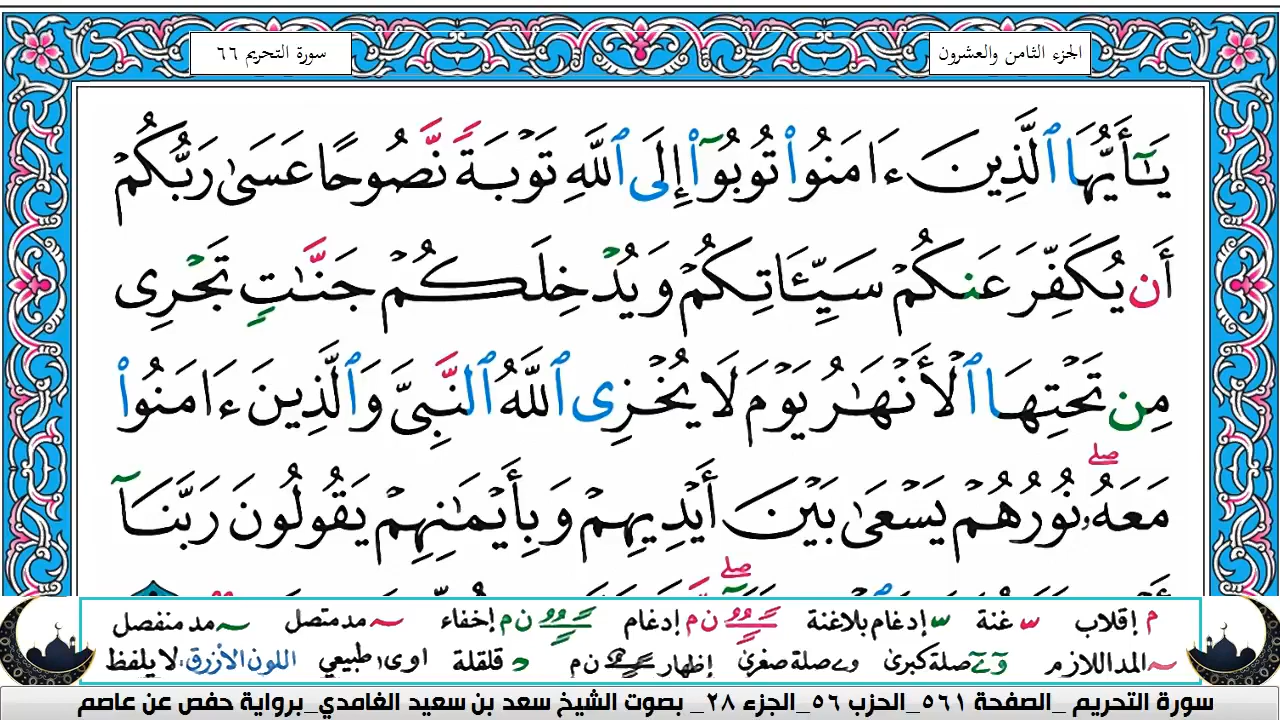 الجزء الثامن والعشرون
سورة التحريم ٦٦
يَـٰٓأَيُّهَا ٱلَّذِينَ ءَامَنُوا۟ تُوبُوٓا۟ إِلَى ٱللَّهِ تَوْبَةً نَّصُوحًا عَسَىٰ رَبُّكُمْ
أَن يُكَفِّرَ عَنكُمْ سَيِّـَٔاتِكُمْ وَيُدْخِلَكُمْ جَنَّـٰتٍ تَجْرِى
مِن تَحْتِهَا ٱلْأَنْهَـٰرُ يَوْمَ لَا يُخْزِى ٱللَّهُ ٱلنَّبِىَّ وَٱلَّذِينَ ءَامَنُوا۟
مَعَهُۥ ۖ نُورُهُمْ يَسْعَىٰ بَيْنَ أَيْدِيهِمْ وَبِأَيْمَـٰنِهِمْ يَقُولُونَ رَبَّنَآ
م إقلاب غنة إدغام بلاغنة ن م إدغام ن م إخفاء مد متصل مد منفصل
المد اللازم صلة كبرىٰ صلة صغرىٰ إظهار ن م قلقلة اوى طبيعي اللون الأزرق: لا يلفظ
سورة التحريم _الصفحة ٥٦١_الحزب ٥٦_الجزء ٢٨_ بصوت الشيخ سعد بن سعيد الغامدي_برواية حفص عن عاصم